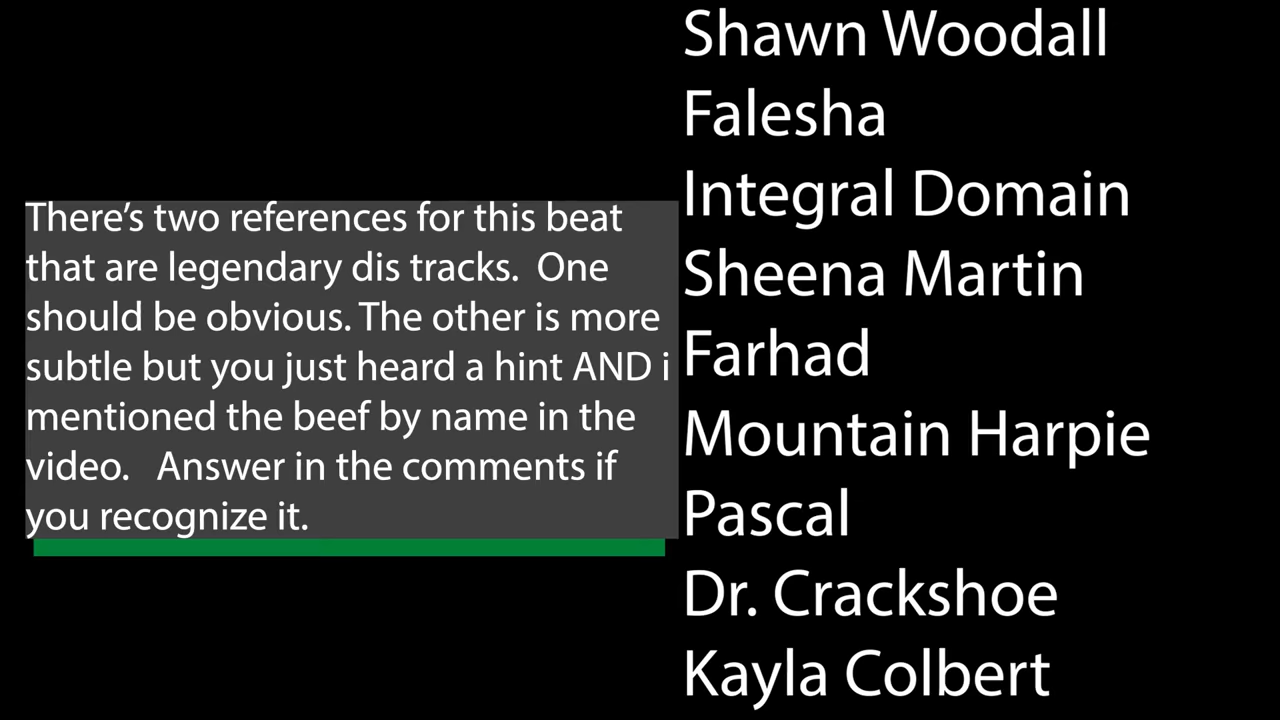 There’s two references for this beat
that are legendary dis tracks.  One
should be obvious. The other is more
subtle but you just heard a hint AND i
mentioned the beef by name in the
video.   Answer in the comments if
you recognize it.
Shawn Woodall
Falesha
Integral Domain
Sheena Martin
Farhad
Mountain Harpie
Pascal
Dr. Crackshoe
Kayla Colbert